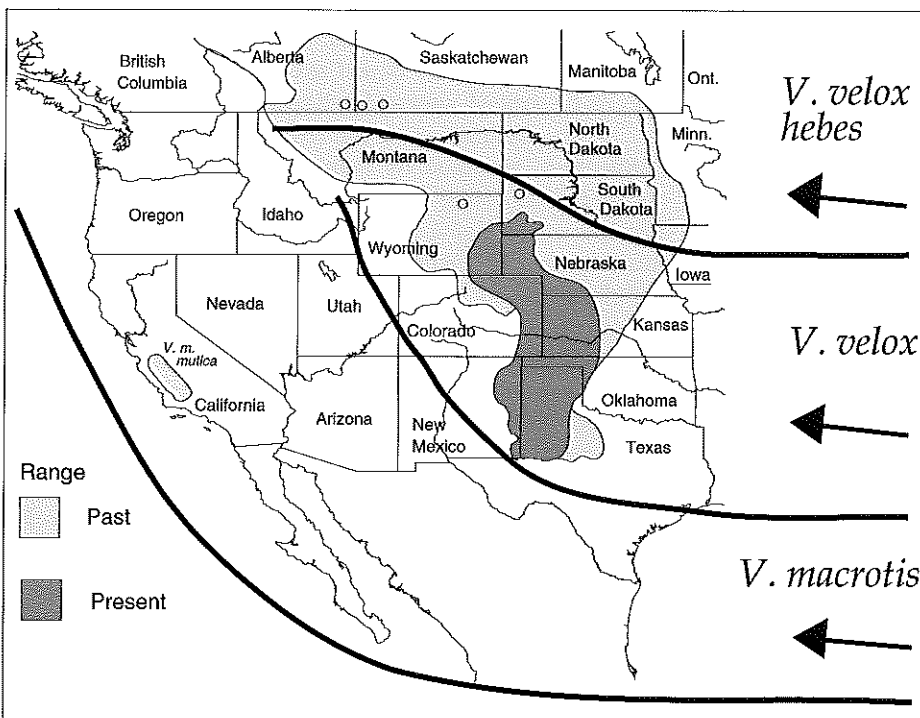 British
Columbia
Alberta
Saskatchewan
Manitoba
Ont.
V. velox
hebes
Minn.
North
Dakota
Montana
South
Dakota
Oregon
Idaho
Wyoming
Nebraska
Iowa
Nevada
Utah
Colorado
Kansas
V. velox
V. m.
mutica
California
Arizona
New
Mexico
Oklahoma
Texas
Range
Past
Present
V. macrotis